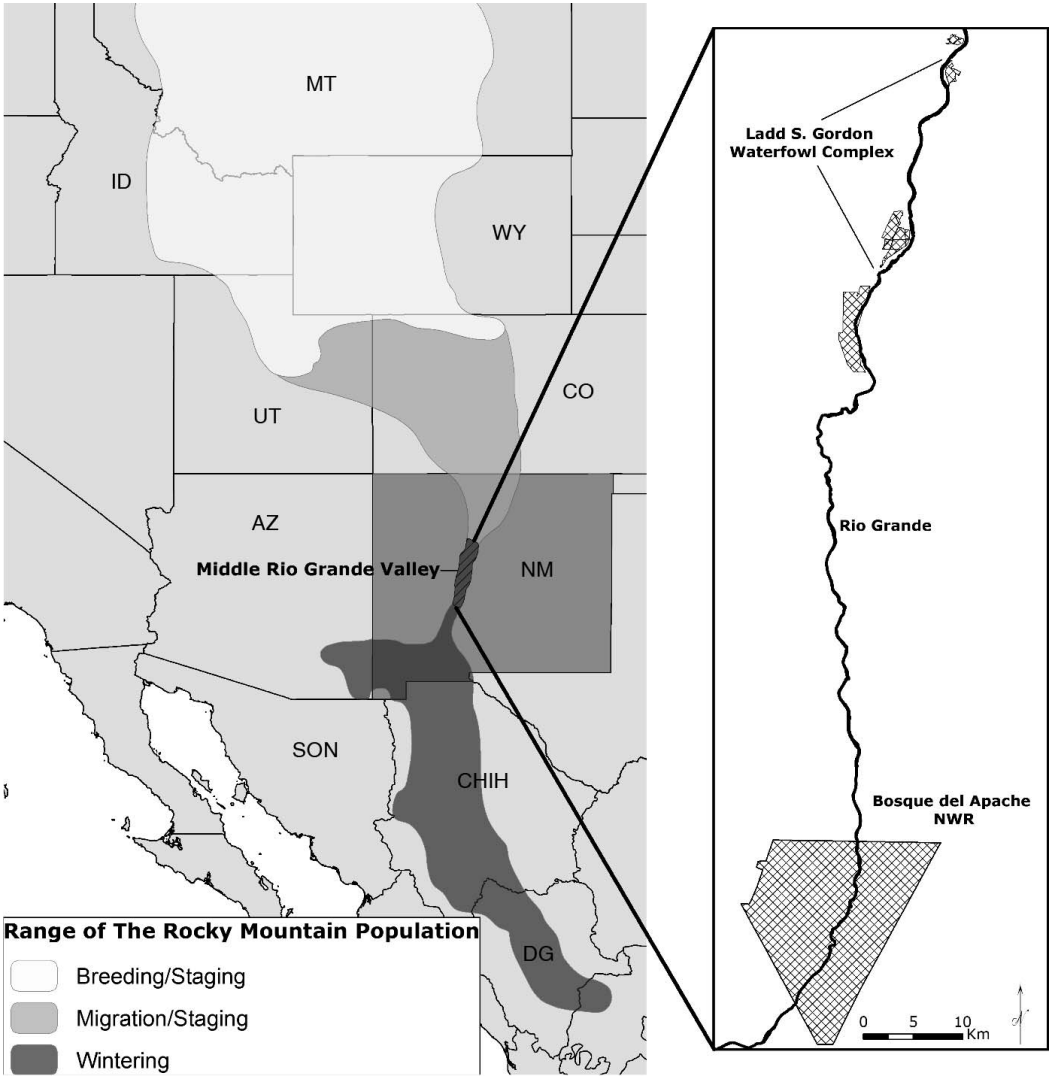 MT
ID
WY
UT
CO
AZ
Middle Rio Grande Valley
NM
SON
CHIH
DG
Range of The Rocky Mountain Population
Breeding/Staging
Migration/Staging
Wintering
Ladd S. Gordon
Waterfowl Complex
Rio Grande
Bosque del Apache
NWR
0 5 10
Km
N